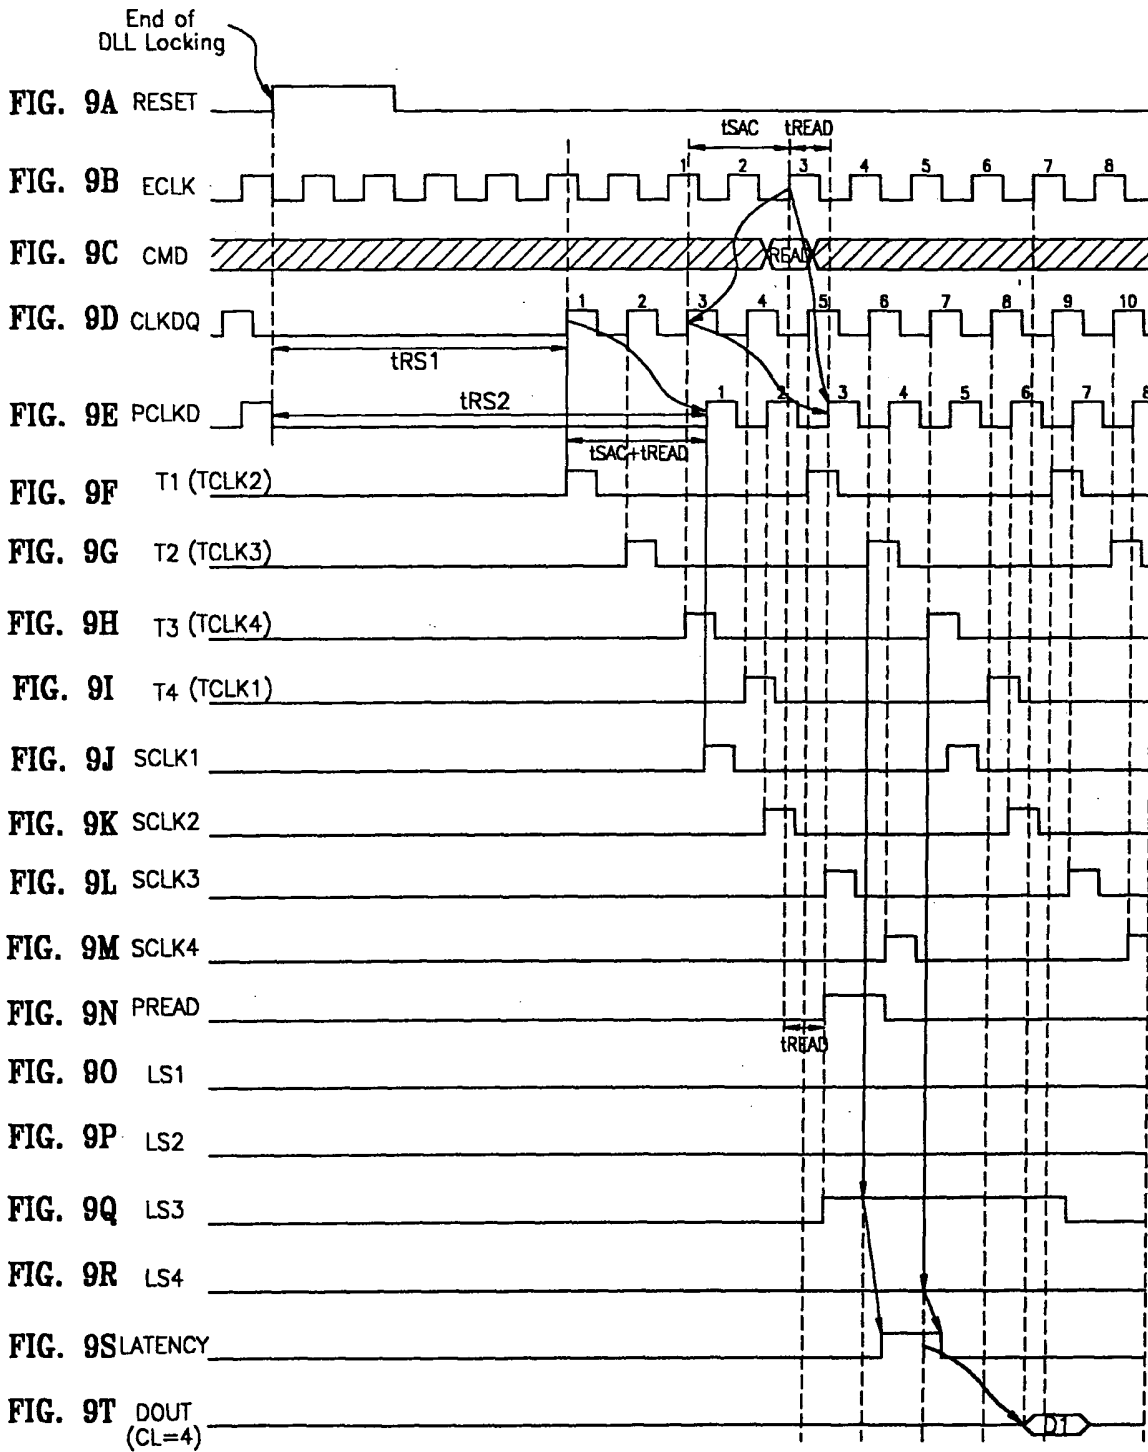 End of
DLL Locking
FIG. 9A RESET
tSAC tREAD
FIG. 9B ECLK 1 2 3 4 5 6 7 8
FIG. 9C CMD READ
FIG. 9D CLKDQ 1 2 3 4 5 6 7 8 9 10
tRS1
FIG. 9E PCLKD 1 2 3 4 5 6 7 8
tRS2
tSAC+tREAD
FIG. 9F T1 (TCLK2)
FIG. 9G T2 (TCLK3)
FIG. 9H T3 (TCLK4)
FIG. 9I T4 (TCLK1)
FIG. 9J SCLK1
FIG. 9K SCLK2
FIG. 9L SCLK3
FIG. 9M SCLK4
FIG. 9N PREAD
tREAD
FIG. 9O LS1
FIG. 9P LS2
FIG. 9Q LS3
FIG. 9R LS4
FIG. 9S LATENCY
FIG. 9T DOUT D1
(CL=4)